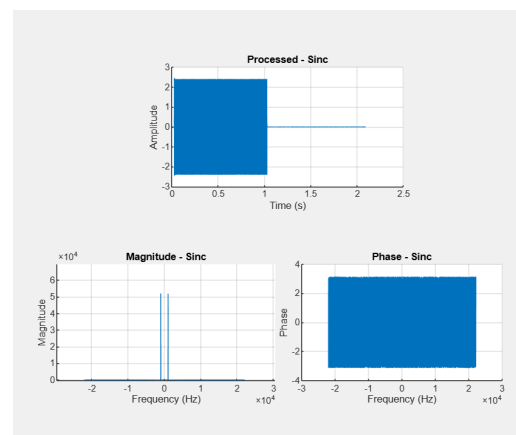 Processed - Sinc
3
2
1
0
-1
-2
-3
Amplitude
0 0.5 1 1.5 2 2.5
Time (s)
Magnitude - Sinc
×10⁴
6
5
4
3
2
1
0
Magnitude
-2 -1 0 1 2 3
Frequency (Hz) ×10⁴
Phase - Sinc
4
2
0
-2
-4
Phase
-3 -2 -1 0 1 2 3
Frequency (Hz) ×10⁴